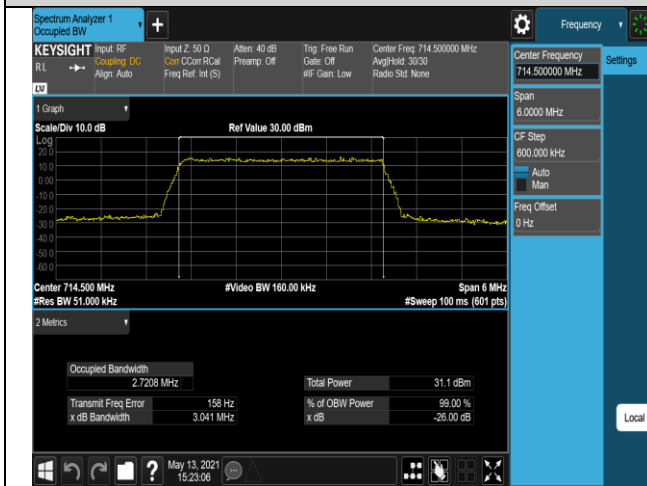 Spectrum Analyzer 1
Occupied BW
+
Frequency
KEYSIGHT
RL
LXI
Input: RF
Coupling: DC
Align: Auto
Input Z: 50 Ω
Corr CCorr RCal
Freq Ref: Int (S)
Atten: 40 dB
Preamp: Off
Trig: Free Run
Gate: Off
#IF Gain: Low
Center Freq: 714.500000 MHz
Avg|Hold: 30/30
Radio Std: None
Center Frequency
714.500000 MHz
Settings
Span
6.0000 MHz
CF Step
600.000 kHz
Auto
Man
Freq Offset
0 Hz
1 Graph
Scale/Div 10.0 dB
Ref Value 30.00 dBm
Log
20.0
10.0
0.00
-10.0
-20.0
-30.0
-40.0
-50.0
-60.0
Center 714.500 MHz
#Video BW 160.00 kHz
Span 6 MHz
#Res BW 51.000 kHz
#Sweep 100 ms (601 pts)
2 Metrics
Occupied Bandwidth
2.7208 MHz
Total Power 31.1 dBm
Transmit Freq Error 158 Hz
% of OBW Power 99.00 %
x dB Bandwidth 3.041 MHz
x dB -26.00 dB
Local
?
May 13, 2021
15:23:06